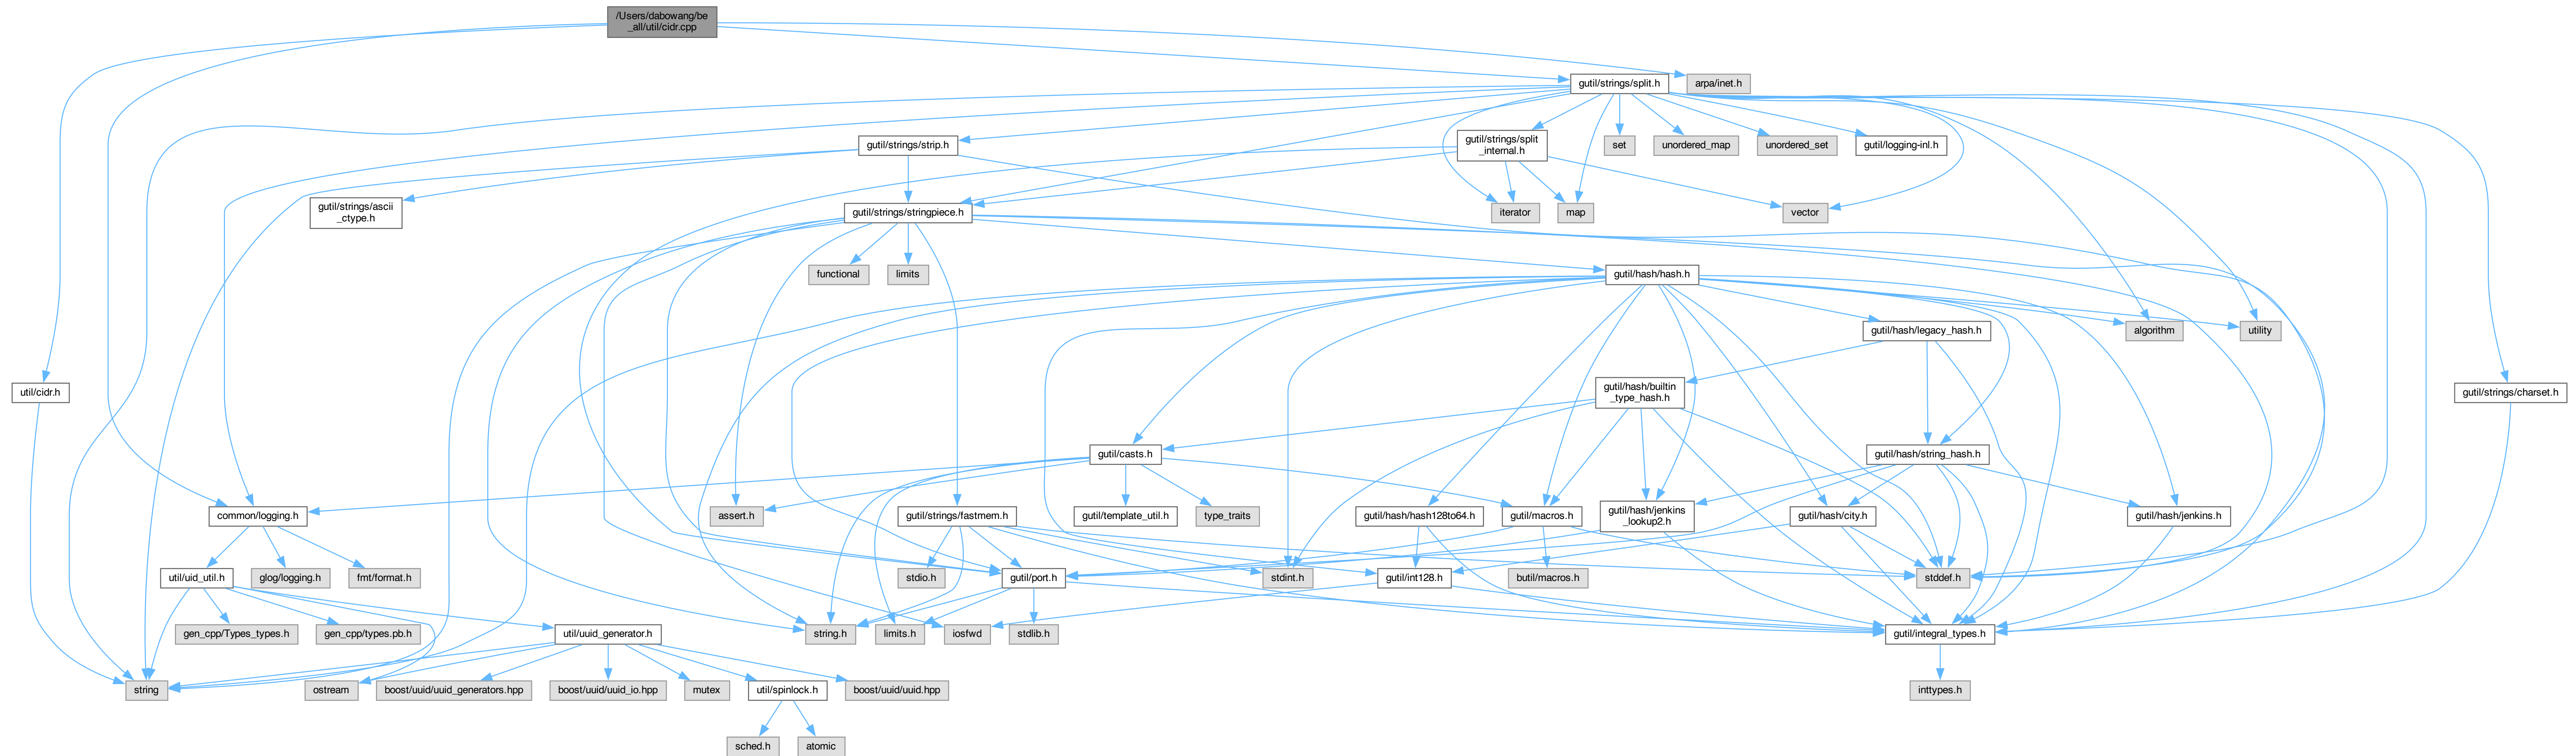 /Users/dabowang/be
_all/util/cidr.cpp
gutil/strings/split.h
arpa/inet.h
gutil/strings/strip.h
gutil/strings/split
_internal.h
set
unordered_map
unordered_set
gutil/logging-inl.h
gutil/strings/ascii
_ctype.h
gutil/strings/stringpiece.h
iterator
map
vector
functional
limits
gutil/hash/hash.h
gutil/hash/legacy_hash.h
algorithm
utility
util/cidr.h
gutil/hash/builtin
_type_hash.h
gutil/strings/charset.h
gutil/casts.h
gutil/hash/string_hash.h
common/logging.h
assert.h
gutil/strings/fastmem.h
gutil/template_util.h
type_traits
gutil/hash/hash128to64.h
gutil/macros.h
gutil/hash/jenkins
_lookup2.h
gutil/hash/city.h
gutil/hash/jenkins.h
util/uid_util.h
glog/logging.h
fmt/format.h
stdio.h
gutil/port.h
stdint.h
gutil/int128.h
butil/macros.h
stddef.h
gen_cpp/Types_types.h
gen_cpp/types.pb.h
util/uuid_generator.h
string.h
limits.h
iosfwd
stdlib.h
gutil/integral_types.h
string
ostream
boost/uuid/uuid_generators.hpp
boost/uuid/uuid_io.hpp
mutex
util/spinlock.h
boost/uuid/uuid.hpp
inttypes.h
sched.h
atomic